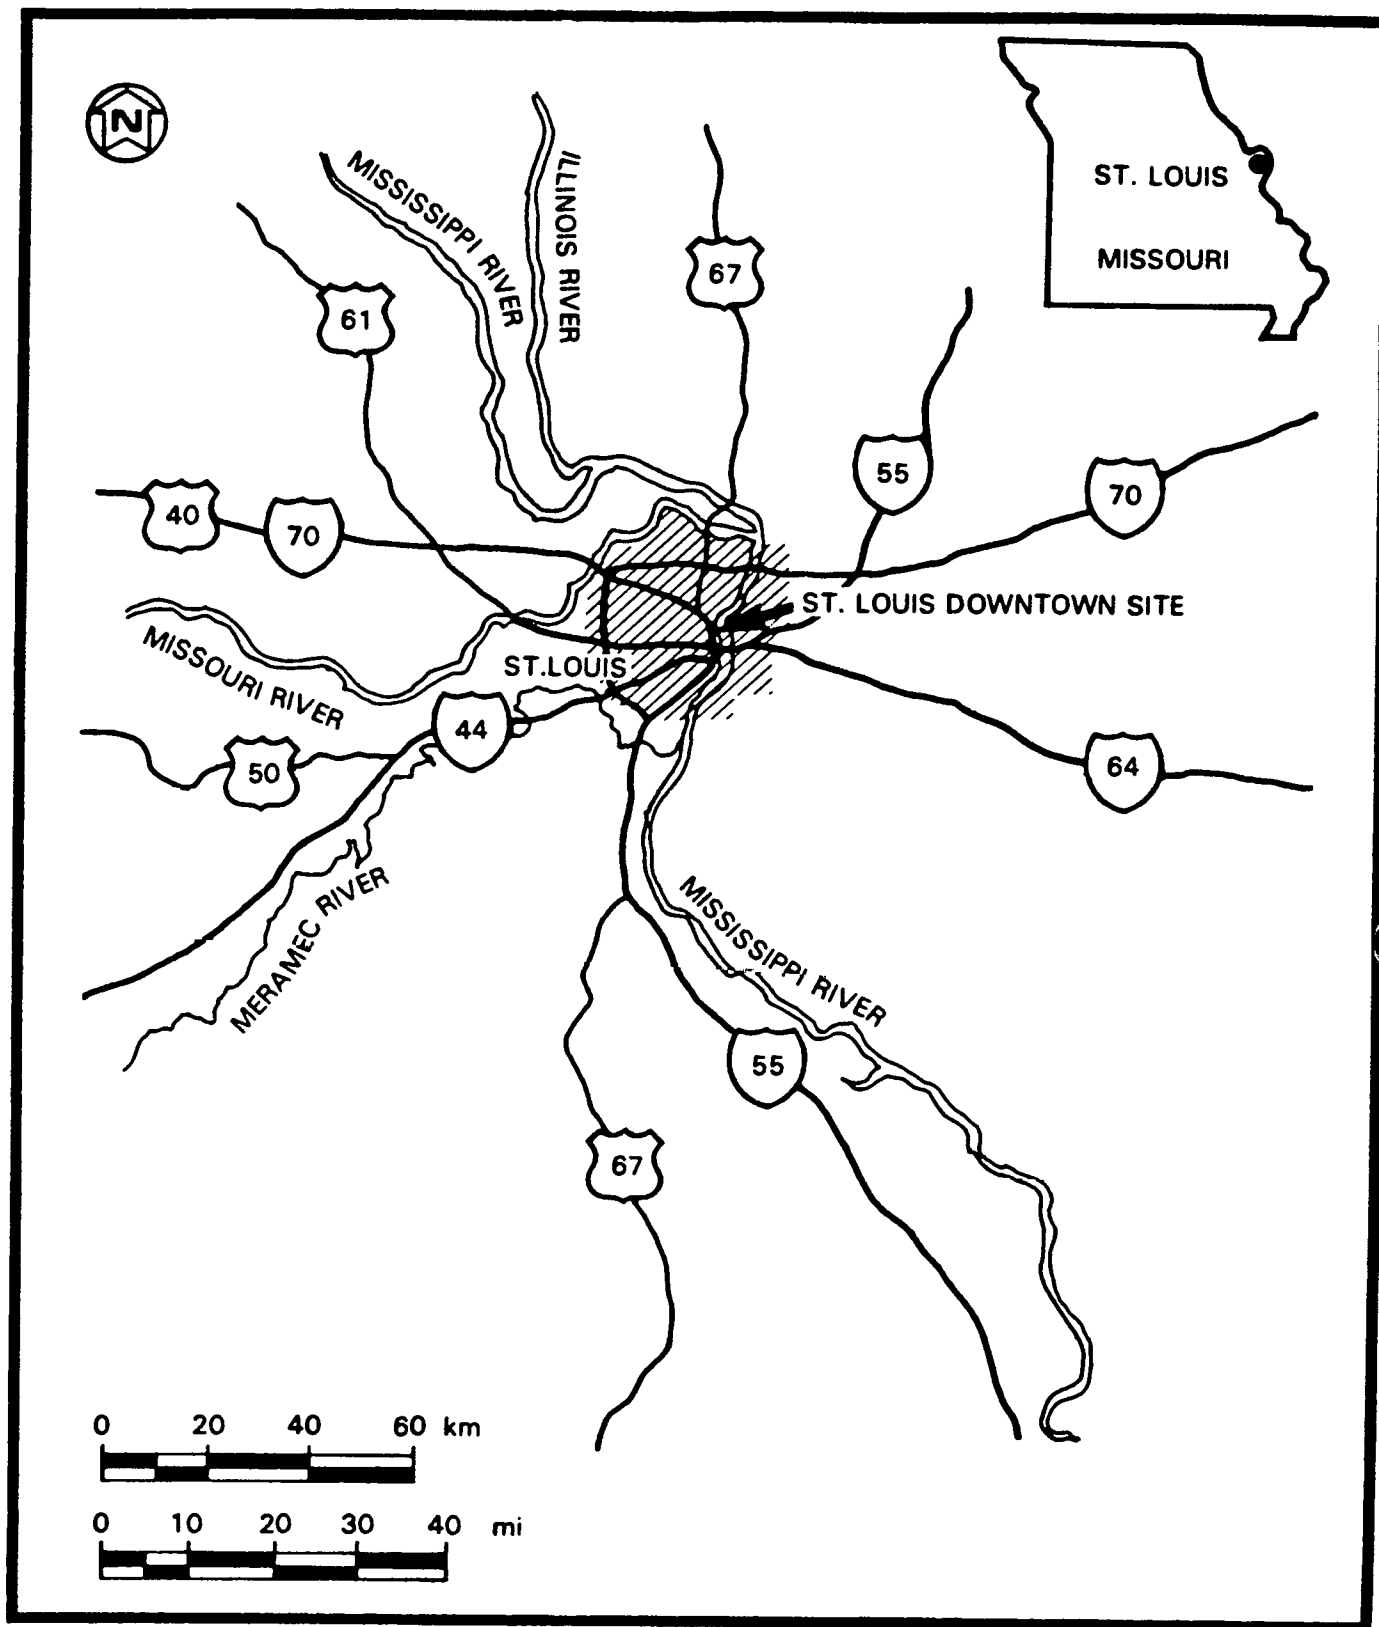 N
ST. LOUIS
MISSOURI
MISSISSIPPI RIVER
ILLINOIS RIVER
67
61
55
70
40
70
ST. LOUIS DOWNTOWN SITE
MISSOURI RIVER
ST.LOUIS
44
50
64
MERAMEC RIVER
MISSISSIPPI RIVER
55
67
0 20 40 60 km
0 10 20 30 40 mi